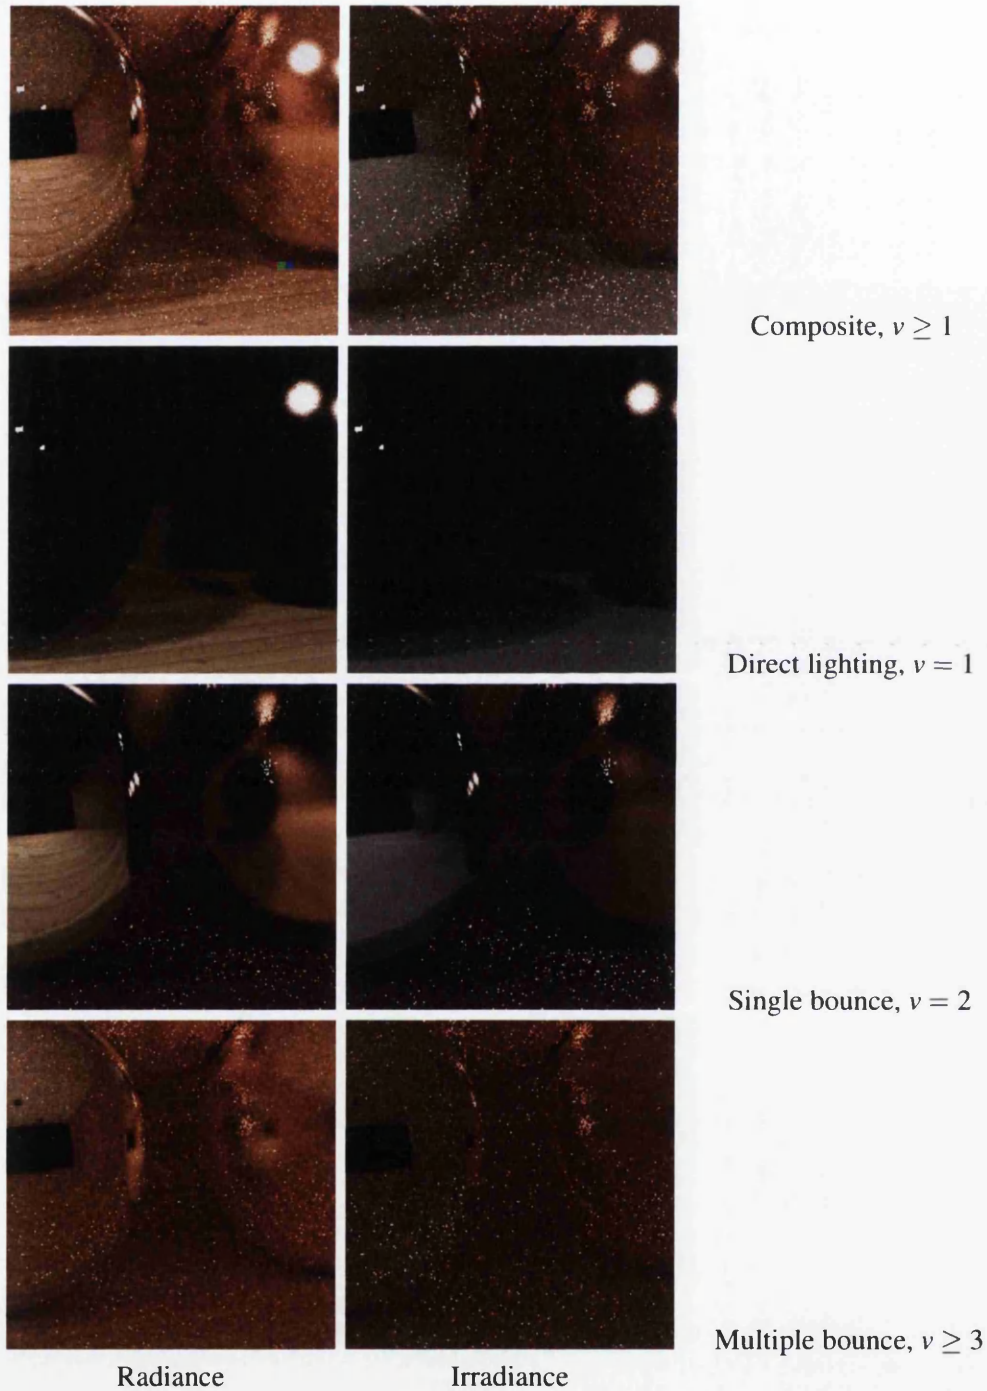 Composite, v ≥ 1
Direct lighting, v = 1
Single bounce, v = 2
Multiple bounce, v ≥ 3
Radiance
Irradiance